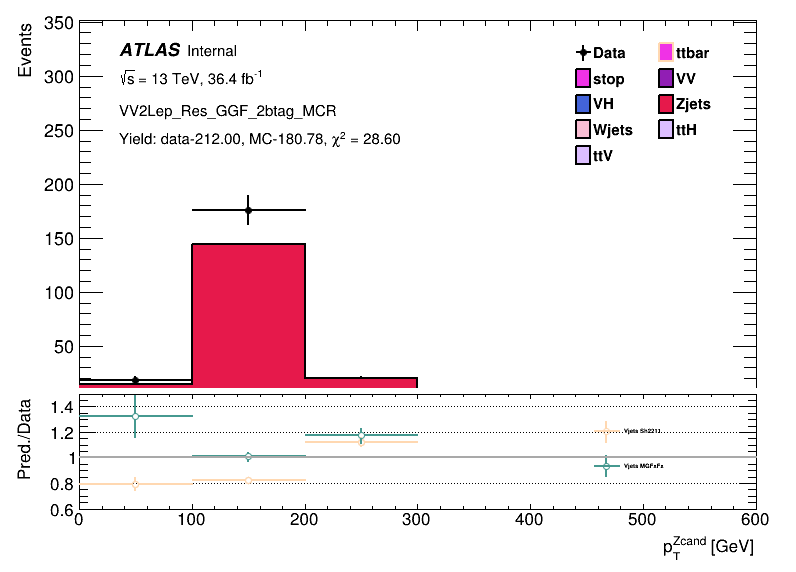 Events
350
300
250
200
150
100
50
ATLAS Internal
√s = 13 TeV, 36.4 fb⁻¹
VV2Lep_Res_GGF_2btag_MCR
Yield: data-212.00, MC-180.78, χ² = 28.60
Data
ttbar
stop
VV
VH
Zjets
Wjets
ttH
ttV
Pred./Data
1.4
1.2
1
0.8
0.6
Vjets Sh2211
Vjets MGFxFx
0 100 200 300 400 500 600
p_T^Zcand [GeV]